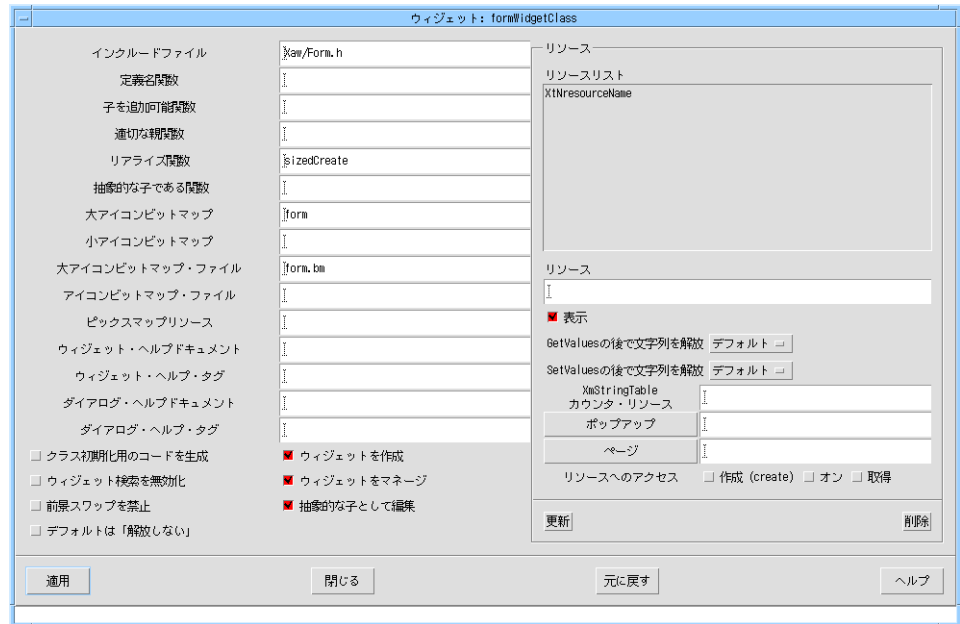 ウィジェット: formWidgetClass
インクルードファイル
Xaw/Form.h
定義名関数
子を追加可能関数
適切な親関数
リアライズ関数
sizedCreate
抽象的な子である関数
大アイコンビットマップ
form
小アイコンビットマップ
大アイコンビットマップ・ファイル
form.bm
アイコンビットマップ・ファイル
ピックスマップリソース
ウィジェット・ヘルプドキュメント
ウィジェット・ヘルプ・タグ
ダイアログ・ヘルプドキュメント
ダイアログ・ヘルプ・タグ
クラス初期化用のコードを生成
ウィジェットを作成
ウィジェット検索を無効化
ウィジェットをマネージ
前景スワップを禁止
抽象的な子として編集
デフォルトは「解放しない」
リソース
リソースリスト
XtNresourceName
リソース
表示
GetValuesの後で文字列を解放 デフォルト
SetValuesの後で文字列を解放 デフォルト
XmStringTable
カウンタ・リソース
ポップアップ
ページ
リソースへのアクセス 作成 (create) オン 取得
更新 削除
適用 閉じる 元に戻す ヘルプ